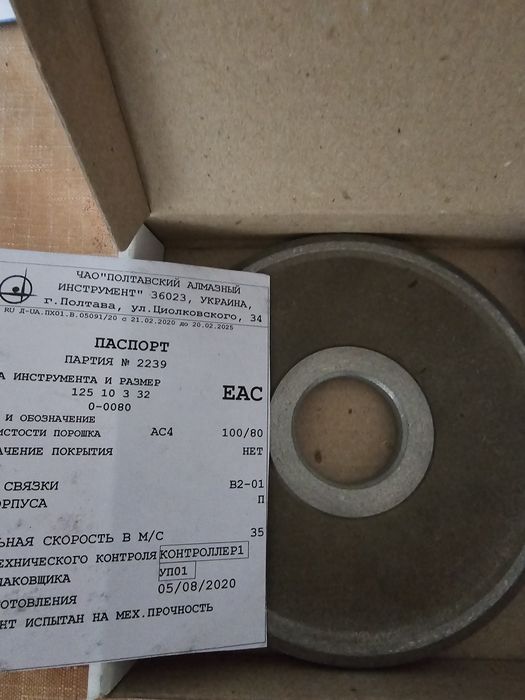 ЧАО"ПОЛТАВСКИЙ АЛМАЗНЫЙ
ИНСТРУМЕНТ" 36023, УКРАИНА,
г.Полтава, ул.Циолковского, 34
RU Д-UA.ПХ01.В.05091/20 с 21.02.2020 до 20.02.2025
ПАСПОРТ
ПАРТИЯ № 2239
А ИНСТРУМЕНТА И РАЗМЕР
125 10 3 32
EAC
0-0080
И ОБОЗНАЧЕНИЕ
ИСТОСТИ ПОРОШКА АС4 100/80
АЧЕНИЕ ПОКРЫТИЯ НЕТ
СВЯЗКИ В2-01
ОРПУСА П
ЬНАЯ СКОРОСТЬ В М/С 35
ЕХНИЧЕСКОГО КОНТРОЛЯ КОНТРОЛЛЕР1
ПАКОВЩИКА УП01
05/08/2020
ОТОВЛЕНИЯ
НТ ИСПЫТАН НА МЕХ.ПРОЧНОСТЬ